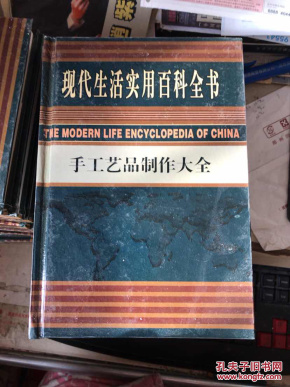 现代生活实用百科全书
THE MODERN LIFE ENCYCLOPEDIA OF CHINA
手工艺品制作大全
孔夫子旧书网